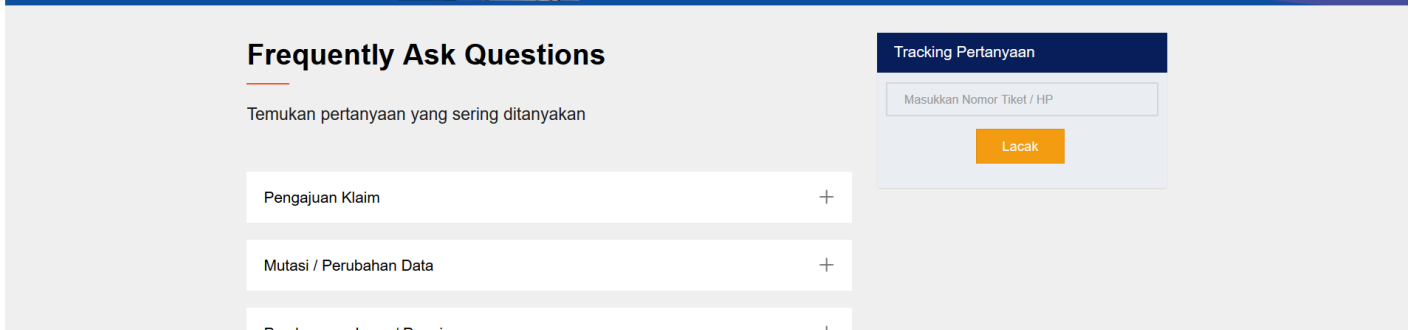 Frequently Ask Questions
Temukan pertanyaan yang sering ditanyakan
Pengajuan Klaim
Mutasi / Perubahan Data
Tracking Pertanyaan
Masukkan Nomor Tiket / HP
Lacak